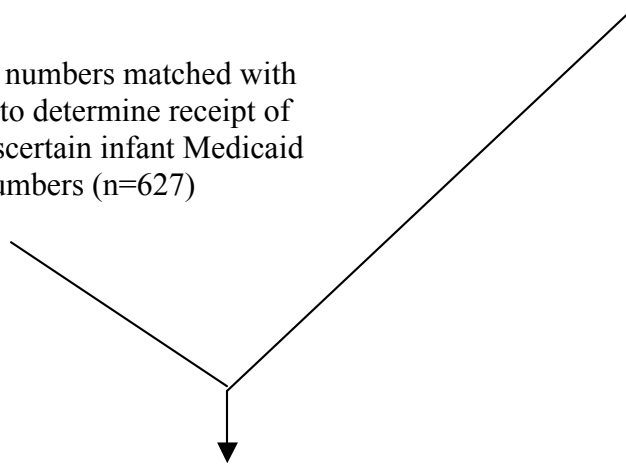 numbers matched with
to determine receipt of
scertain infant Medicaid
umbers (n=627)